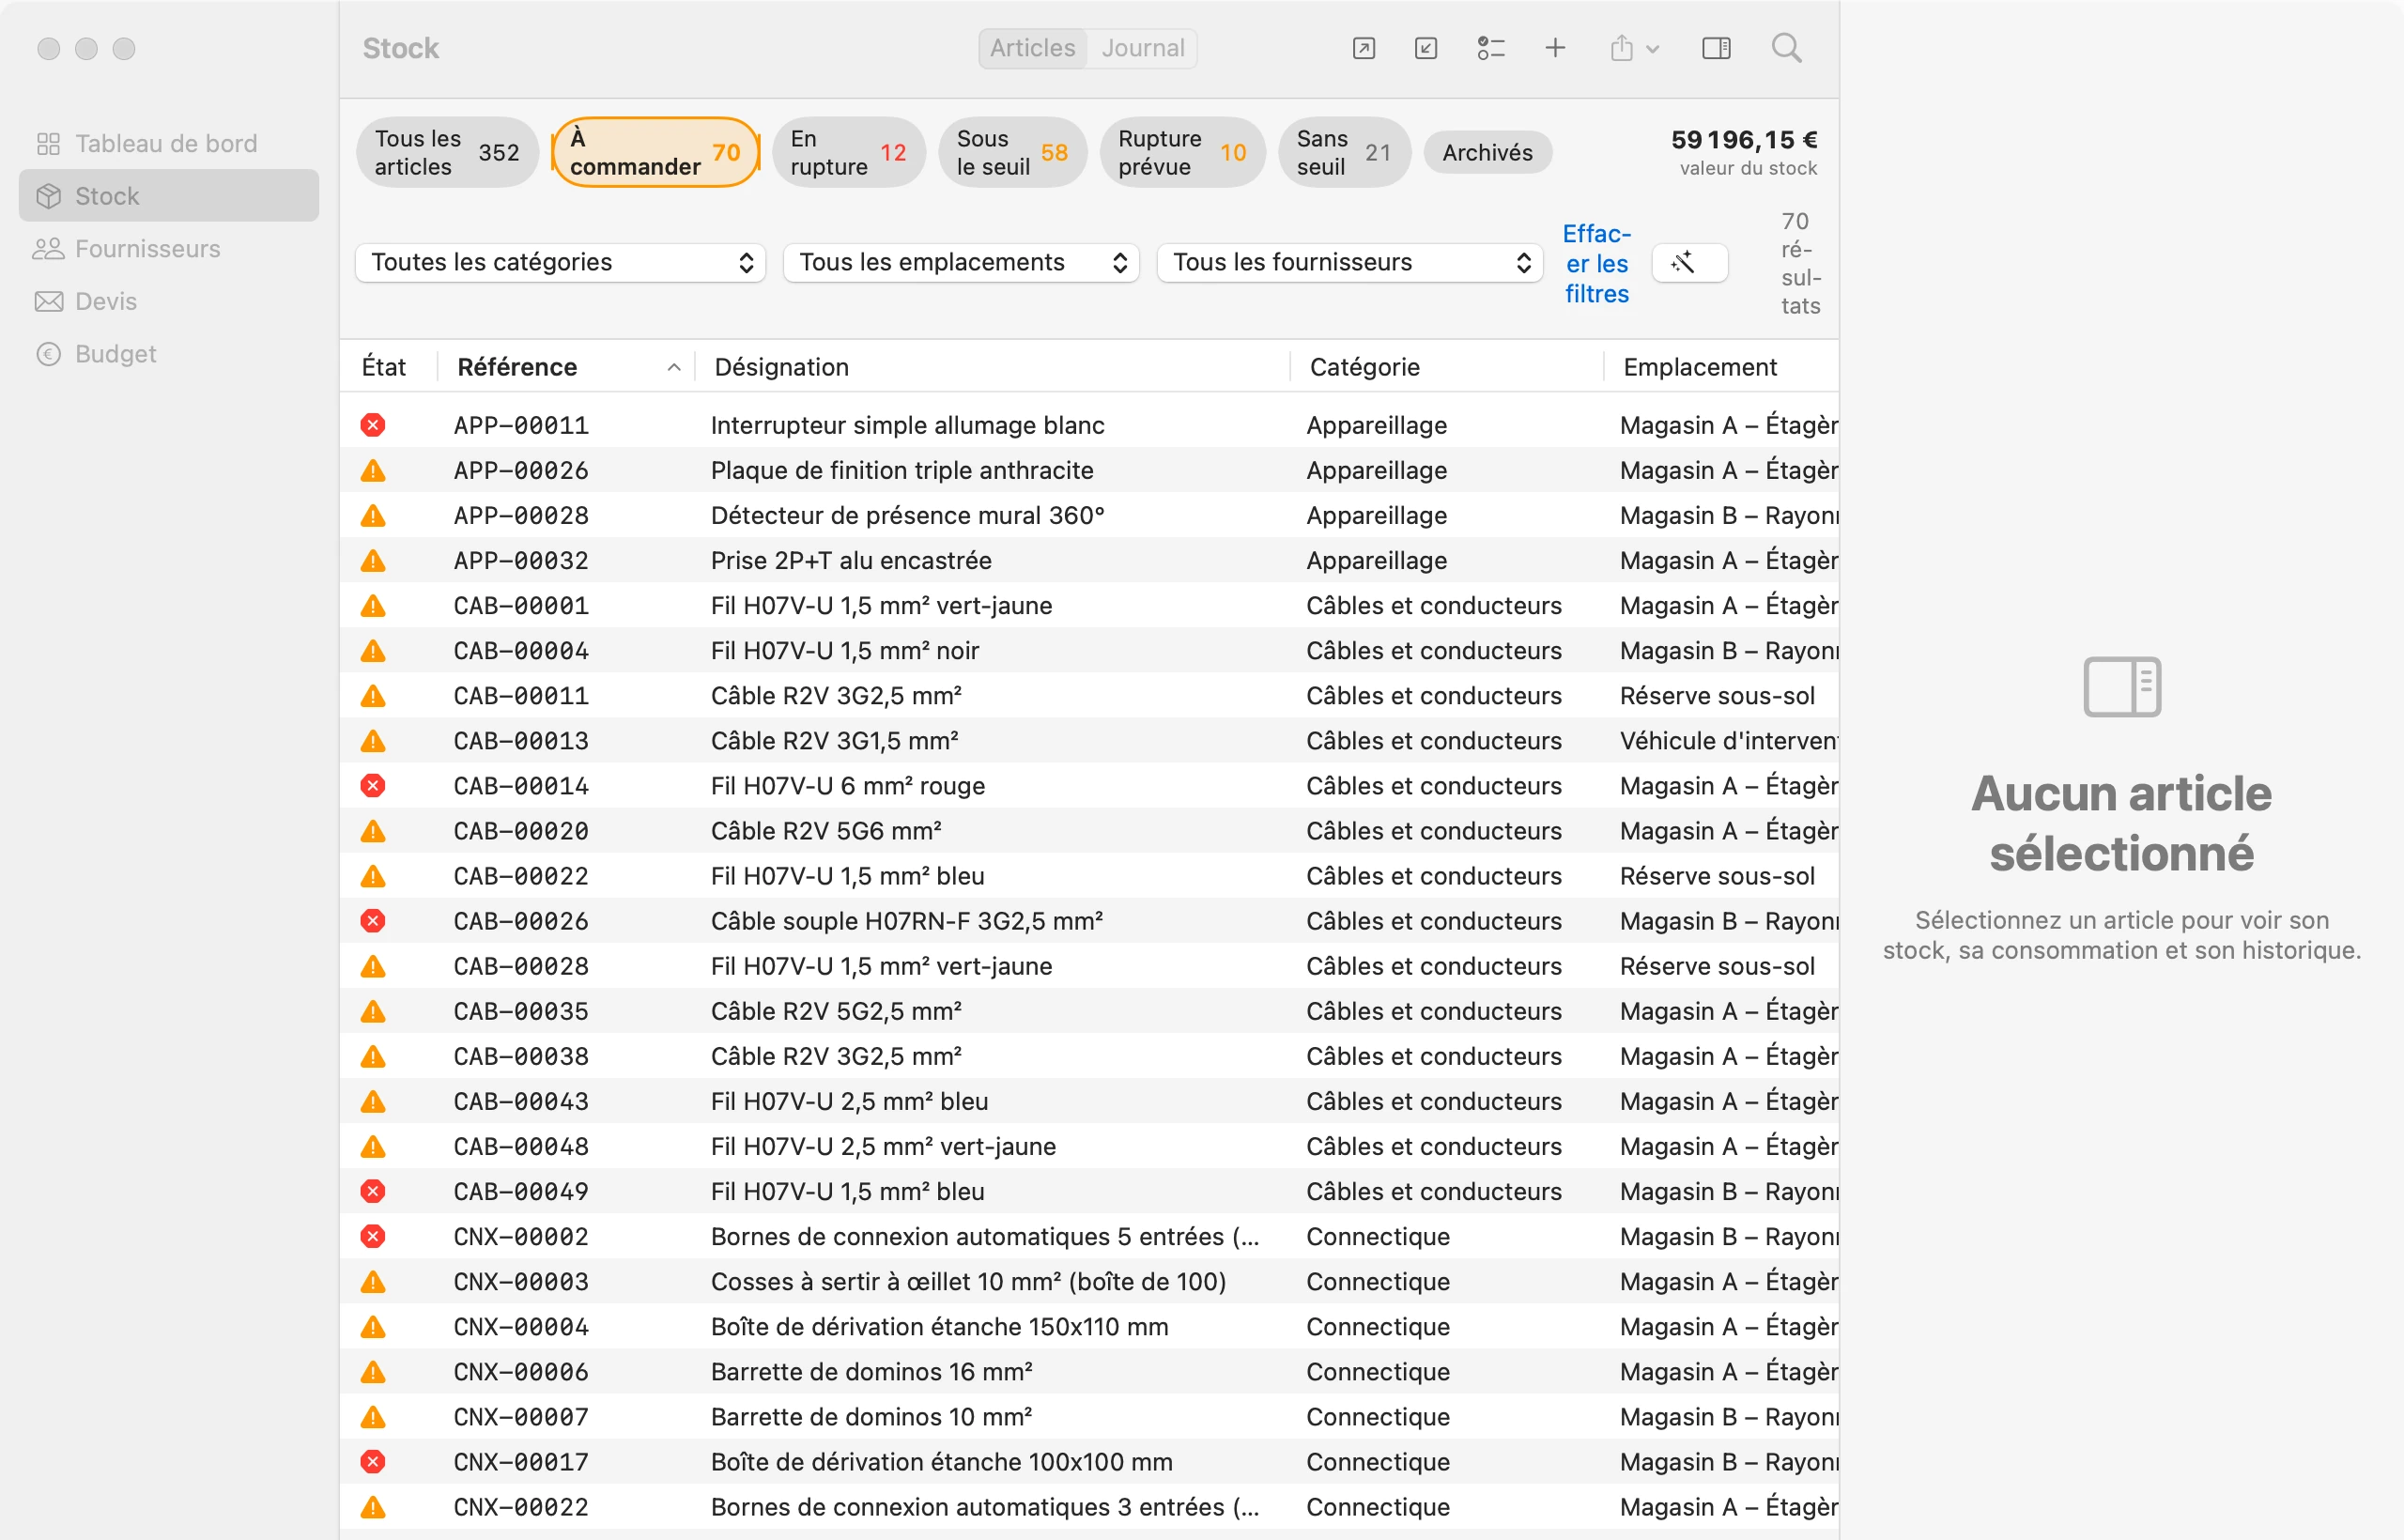 Stock
Articles
Journal
Tableau de bord
Stock
Fournisseurs
Devis
Budget
Tous les
articles
352
À
commander
70
En
rupture
12
Sous
le seuil
58
Rupture
prévue
10
Sans
seuil
21
Archivés
59 196,15 €
valeur du stock
Toutes les catégories
Tous les emplacements
Tous les fournisseurs
Effac-
er les
filtres
70
ré-
sul-
tats
État Référence Désignation Catégorie Emplacement
APP-00011 Interrupteur simple allumage blanc Appareillage Magasin A – Étagèr
APP-00026 Plaque de finition triple anthracite Appareillage Magasin A – Étagèr
APP-00028 Détecteur de présence mural 360° Appareillage Magasin B – Rayon
APP-00032 Prise 2P+T alu encastrée Appareillage Magasin A – Étagèr
CAB-00001 Fil H07V-U 1,5 mm² vert-jaune Câbles et conducteurs Magasin A – Étagèr
CAB-00004 Fil H07V-U 1,5 mm² noir Câbles et conducteurs Magasin B – Rayon
CAB-00011 Câble R2V 3G2,5 mm² Câbles et conducteurs Réserve sous-sol
CAB-00013 Câble R2V 3G1,5 mm² Câbles et conducteurs Véhicule d'interven
CAB-00014 Fil H07V-U 6 mm² rouge Câbles et conducteurs Magasin A – Étagèr
CAB-00020 Câble R2V 5G6 mm² Câbles et conducteurs Magasin A – Étagèr
CAB-00022 Fil H07V-U 1,5 mm² bleu Câbles et conducteurs Réserve sous-sol
CAB-00026 Câble souple H07RN-F 3G2,5 mm² Câbles et conducteurs Magasin B – Rayon
CAB-00028 Fil H07V-U 1,5 mm² vert-jaune Câbles et conducteurs Réserve sous-sol
CAB-00035 Câble R2V 5G2,5 mm² Câbles et conducteurs Magasin A – Étagèr
CAB-00038 Câble R2V 3G2,5 mm² Câbles et conducteurs Magasin A – Étagèr
CAB-00043 Fil H07V-U 2,5 mm² bleu Câbles et conducteurs Magasin A – Étagèr
CAB-00048 Fil H07V-U 2,5 mm² vert-jaune Câbles et conducteurs Magasin A – Étagèr
CAB-00049 Fil H07V-U 1,5 mm² bleu Câbles et conducteurs Magasin B – Rayon
CNX-00002 Bornes de connexion automatiques 5 entrées (... Connectique Magasin B – Rayon
CNX-00003 Cosses à sertir à œillet 10 mm² (boîte de 100) Connectique Magasin A – Étagèr
CNX-00004 Boîte de dérivation étanche 150x110 mm Connectique Magasin A – Étagèr
CNX-00006 Barrette de dominos 16 mm² Connectique Magasin A – Étagèr
CNX-00007 Barrette de dominos 10 mm² Connectique Magasin B – Rayon
CNX-00017 Boîte de dérivation étanche 100x100 mm Connectique Magasin B – Rayon
CNX-00022 Bornes de connexion automatiques 3 entrées (... Connectique Magasin A – Étagèr
Aucun article
sélectionné
Sélectionnez un article pour voir son
stock, sa consommation et son historique.